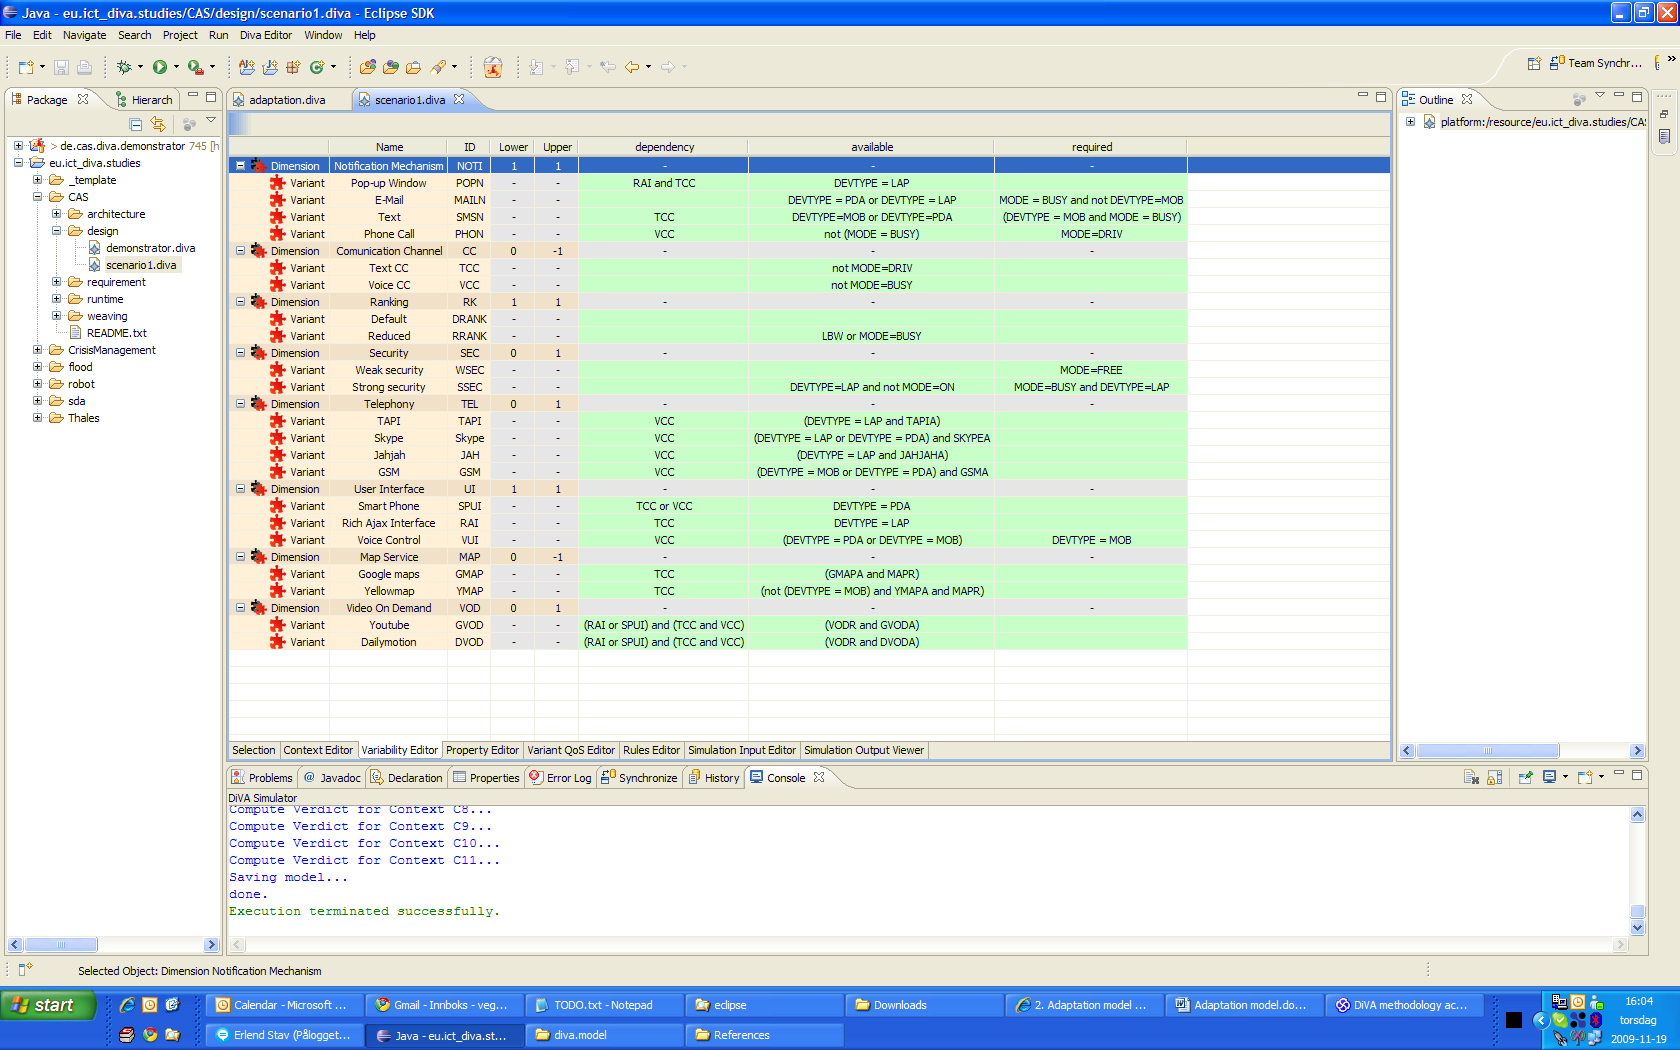 Java - eu.ict_diva.studies/CAS/design/scenario1.diva - Eclipse SDK
File Edit Navigate Search Project Run Diva Editor Window Help
Team Synchr...
Package Hierarch
> de.cas.diva.demonstrator 745 [h
eu.ict_diva.studies
_template
CAS
architecture
design
demonstrator.diva
scenario1.diva
requirement
runtime
weaving
README.txt
CrisisManagement
flood
robot
sda
Thales
adaptation.diva scenario1.diva
Name ID Lower Upper dependency available required
Dimension Notification Mechanism NOTI 1 1 - - -
Variant Pop-up Window POPN - - RAI and TCC DEVTYPE = LAP
Variant E-Mail MAILN - - DEVTYPE = PDA or DEVTYPE = LAP MODE = BUSY and not DEVTYPE=MOB
Variant Text SMSN - - TCC DEVTYPE=MOB or DEVTYPE=PDA (DEVTYPE = MOB and MODE = BUSY)
Variant Phone Call PHON - - VCC not (MODE = BUSY) MODE=DRIV
Dimension Comunication Channel CC 0 -1 - - -
Variant Text CC TCC - - not MODE=DRIV
Variant Voice CC VCC - - not MODE=BUSY
Dimension Ranking RK 1 1 - - -
Variant Default DRANK - -
Variant Reduced RRANK - - LBW or MODE=BUSY
Dimension Security SEC 0 1 - - -
Variant Weak security WSEC - - MODE=FREE
Variant Strong security SSEC - - DEVTYPE=LAP and not MODE=ON MODE=BUSY and DEVTYPE=LAP
Dimension Telephony TEL 0 1 - - -
Variant TAPI TAPI - - VCC (DEVTYPE = LAP and TAPIA)
Variant Skype Skype - - VCC (DEVTYPE = LAP or DEVTYPE = PDA) and SKYPEA
Variant Jahjah JAH - - VCC (DEVTYPE = LAP and JAHJAHA)
Variant GSM GSM - - VCC (DEVTYPE = MOB or DEVTYPE = PDA) and GSMA
Dimension User Interface UI 1 1 - - -
Variant Smart Phone SPUI - - TCC or VCC DEVTYPE = PDA
Variant Rich Ajax Interface RAI - - TCC DEVTYPE = LAP
Variant Voice Control VUI - - VCC (DEVTYPE = PDA or DEVTYPE = MOB) DEVTYPE = MOB
Dimension Map Service MAP 0 -1 - - -
Variant Google maps GMAP - - TCC (GMAPA and MAPR)
Variant Yellowmap YMAP - - TCC (not (DEVTYPE = MOB) and YMAPA and MAPR)
Dimension Video On Demand VOD 0 1 - - -
Variant Youtube GVOD - - (RAI or SPUI) and (TCC and VCC) (VODR and GVODA)
Variant Dailymotion DVOD - - (RAI or SPUI) and (TCC and VCC) (VODR and DVODA)
Selection Context Editor Variability Editor Property Editor Variant QoS Editor Rules Editor Simulation Input Editor Simulation Output Viewer
Outline
platform:/resource/eu.ict_diva.studies/CA
Problems Javadoc Declaration Properties Error Log Synchronize History Console
DiVA Simulator
Compute Verdict for Context C8...
Compute Verdict for Context C9...
Compute Verdict for Context C10...
Compute Verdict for Context C11...
Saving model...
done.
Execution terminated successfully.
Selected Object: Dimension Notification Mechanism
start
Calendar - Microsoft ... Gmail - Innboks - veg... TODO.txt - Notepad eclipse Downloads 2. Adaptation model ... Adaptation model.do... DiVA methodology ac...
Erlend Stav (Pålogget... Java - eu.ict_diva.st... diva.model References
16:04
torsdag
2009-11-19